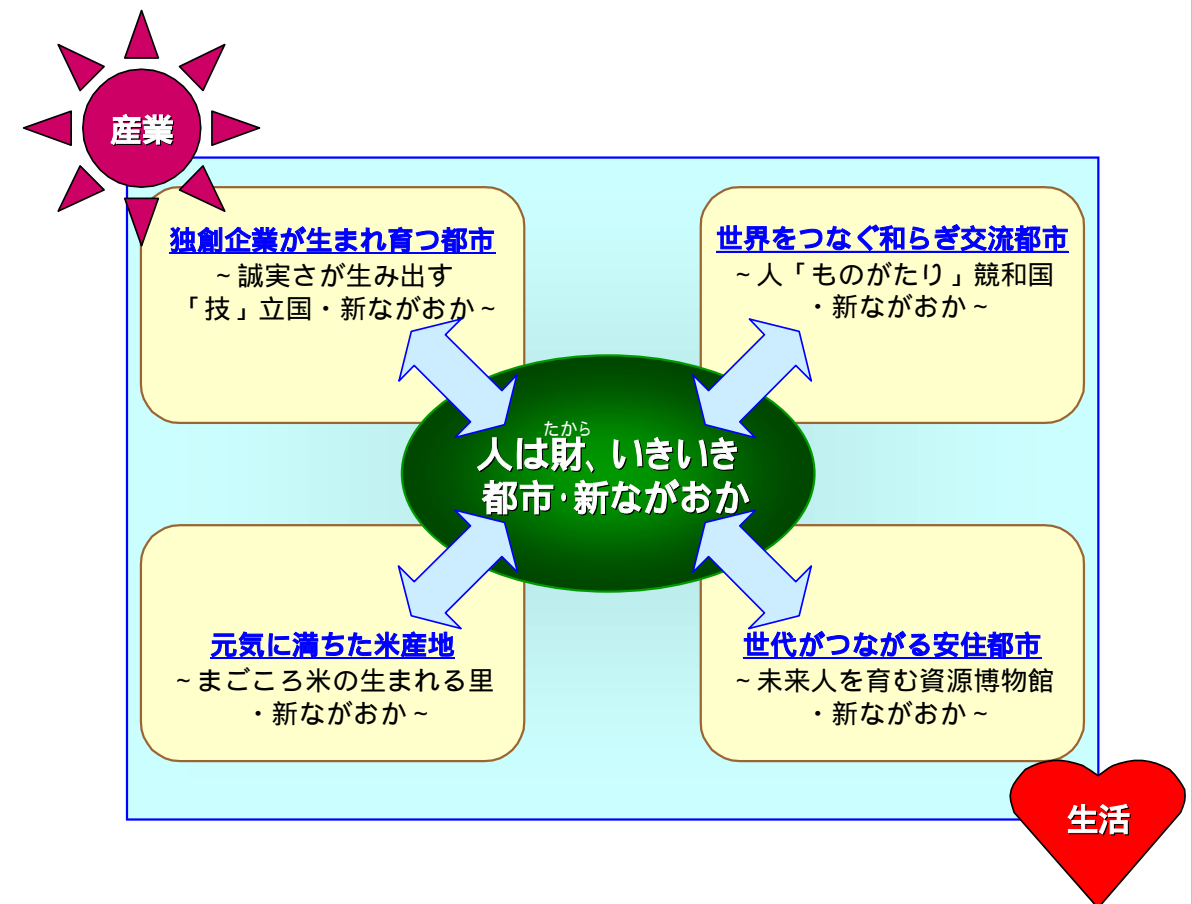 産業
独創企業が生まれ育つ都市
～誠実さが生み出す
「技」立国・新ながおか～
世界をつなぐ和らぎ交流都市
～人「ものがたり」競和国
・新ながおか～
たから
人は財、いきいき
都市・新ながおか
元気に満ちた米産地
～まごころ米の生まれる里
・新ながおか～
世代がつながる安住都市
～未来人を育む資源博物館
・新ながおか～
生活